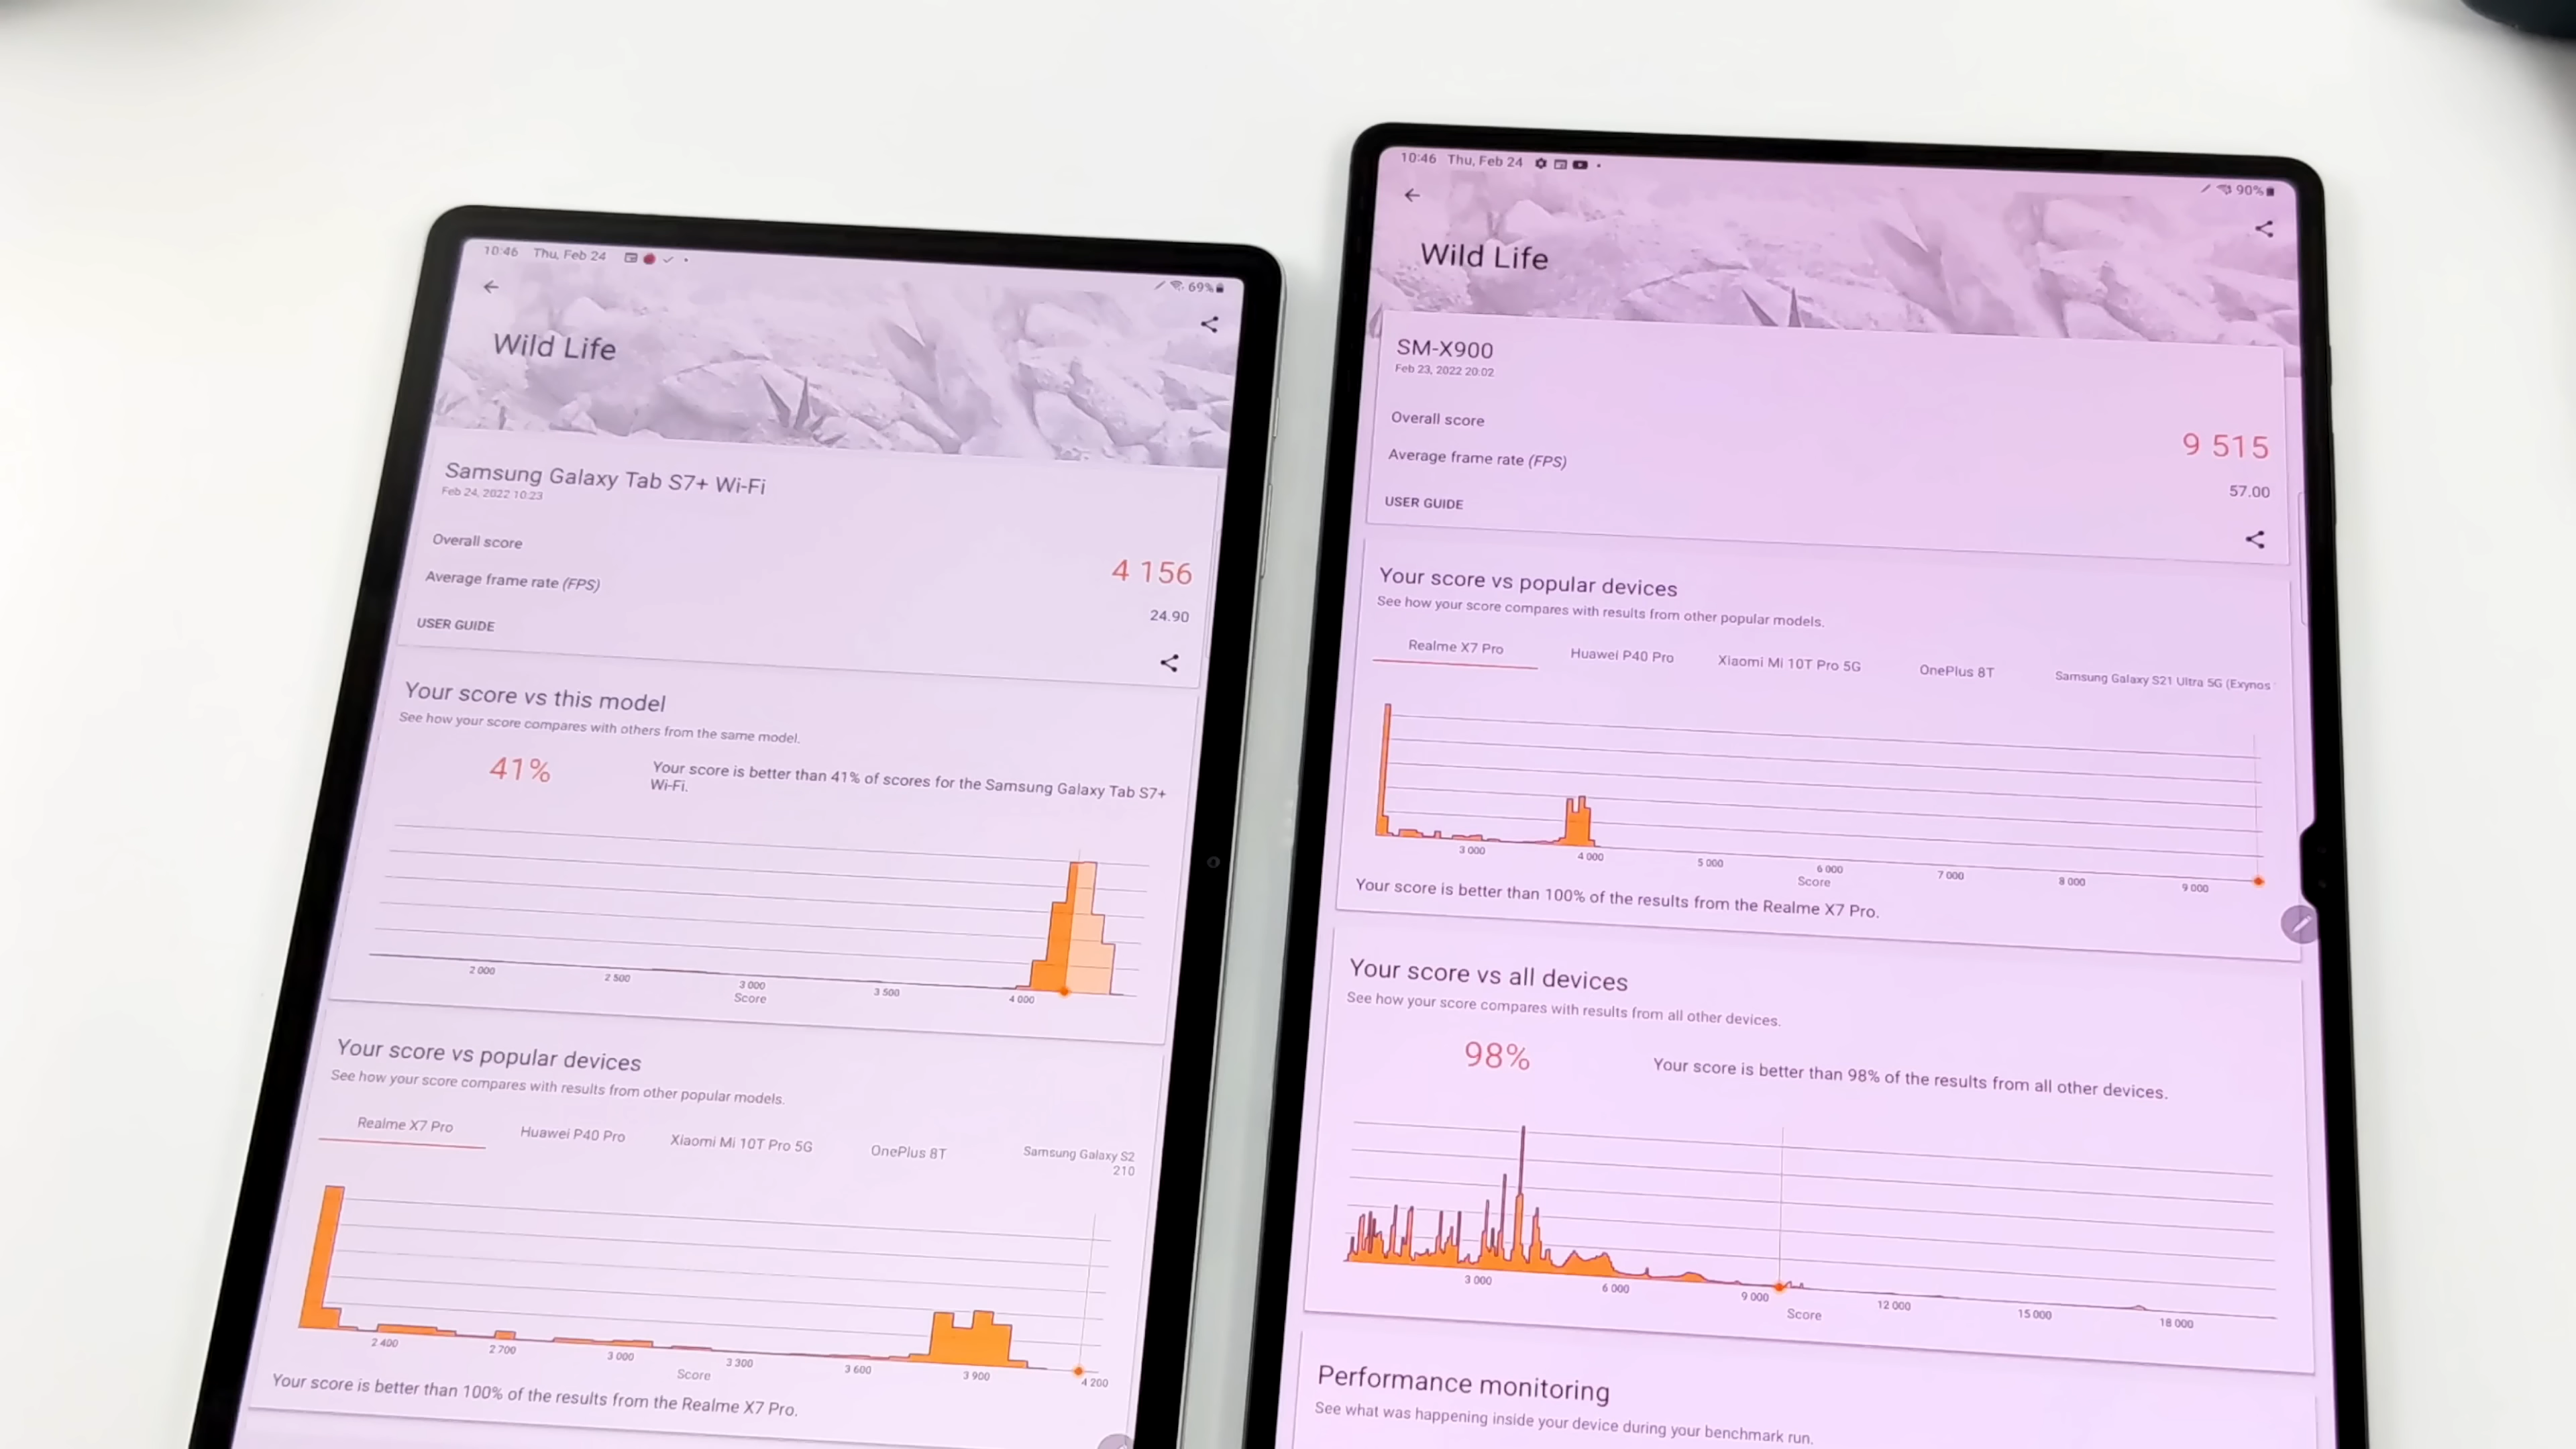 10:46 Thu, Feb 24
69%
Wild Life
Samsung Galaxy Tab S7+ Wi-Fi
Feb 24, 2022 10:23
Overall score
4 156
Average frame rate (FPS)
24.90
USER GUIDE
Your score vs this model
See how your score compares with others from the same model.
41%
Your score is better than 41% of scores for the Samsung Galaxy Tab S7+
Wi-Fi.
2 000 2 500 3 000 3 500 4 000
Score
Your score vs popular devices
See how your score compares with results from other popular models.
Realme X7 Pro Huawei P40 Pro Xiaomi Mi 10T Pro 5G OnePlus 8T Samsung Galaxy S2
210
2 400 2 700 3 000 3 300 3 600 3 900 4 200
Score
Your score is better than 100% of the results from the Realme X7 Pro.
10:46 Thu, Feb 24
90%
Wild Life
SM-X900
Feb 23, 2022 20:02
Overall score
9 515
Average frame rate (FPS)
57.00
USER GUIDE
Your score vs popular devices
See how your score compares with results from other popular models.
Realme X7 Pro Huawei P40 Pro Xiaomi Mi 10T Pro 5G OnePlus 8T Samsung Galaxy S21 Ultra 5G (Exynos
3 000 4 000 5 000 6 000 7 000 8 000 9 000
Score
Your score is better than 100% of the results from the Realme X7 Pro.
Your score vs all devices
See how your score compares with results from all other devices.
98%
Your score is better than 98% of the results from all other devices.
3 000 6 000 9 000 12 000 15 000 18 000
Score
Performance monitoring
See what was happening inside your device during your benchmark run.